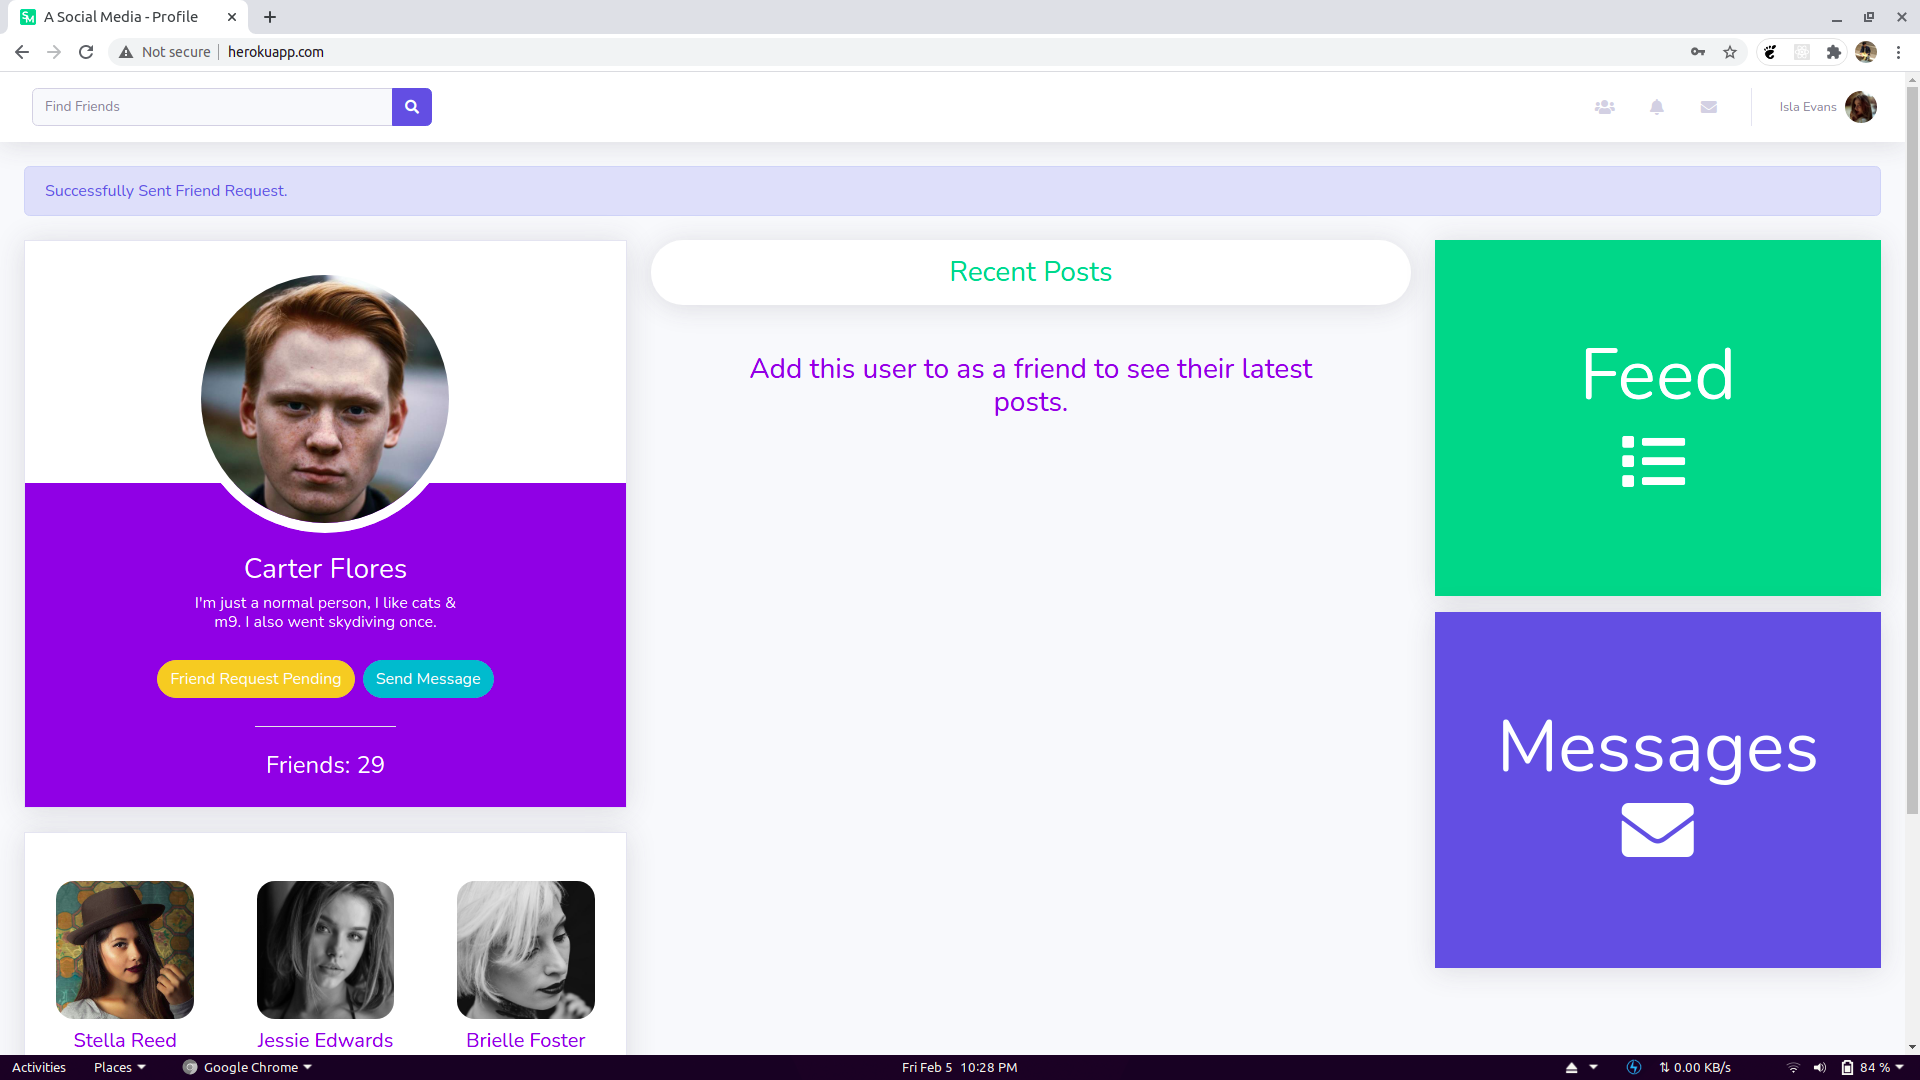 A Social Media - Profile
Not secure
herokuapp.com
Find Friends
Isla Evans
Successfully Sent Friend Request.
Carter Flores
I'm just a normal person, I like cats &
m9. I also went skydiving once.
Friend Request Pending
Send Message
Friends: 29
Stella Reed
Jessie Edwards
Brielle Foster
Recent Posts
Add this user to as a friend to see their latest
posts.
Feed
Messages
Activities
Places
Google Chrome
Fri Feb 5 10:28 PM
0.00 KB/s
84 %